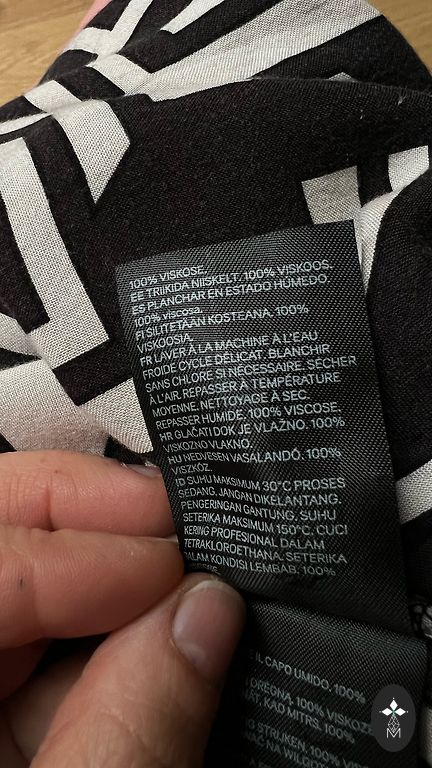 100% VISKOSE.
EE TRIIKIDA NIISKELT. 100% VISKOOS.
ES PLANCHAR EN ESTADO HÚMEDO.
100% viscosa.
FI SILITETÄÄN KOSTEANA. 100%
VISKOOSIA.
FR LAVER À LA MACHINE À L'EAU
FROIDE CYCLE DÉLICAT. BLANCHIR
SANS CHLORE SI NÉCESSAIRE. SÉCHER
À L'AIR. REPASSER À TEMPÉRATURE
MOYENNE. NETTOYAGE À SEC.
REPASSER HUMIDE. 100% VISCOSE.
HR GLAČATI DOK JE VLAŽNO. 100%
VISKOZNO VLAKNO.
HU NEDVESEN VASALANDÓ. 100%
VISZKÓZ.
ID SUHU MAKSIMUM 30°C PROSES
SEDANG. JANGAN DIKELANTANG.
PENGERINGAN GANTUNG. SUHU
SETERIKA MAKSIMUM 150°C. CUCI
KERING PROFESIONAL DALAM
TETRAKLOROETHANA. SETERIKA
DALAM KONDISI LEMBAB. 100%
E IL CAPO UMIDO. 100%
DRĒGNA. 100% VISKOZE
KAD MITRS. 100%
STRIJKEN. 100%
NA
M